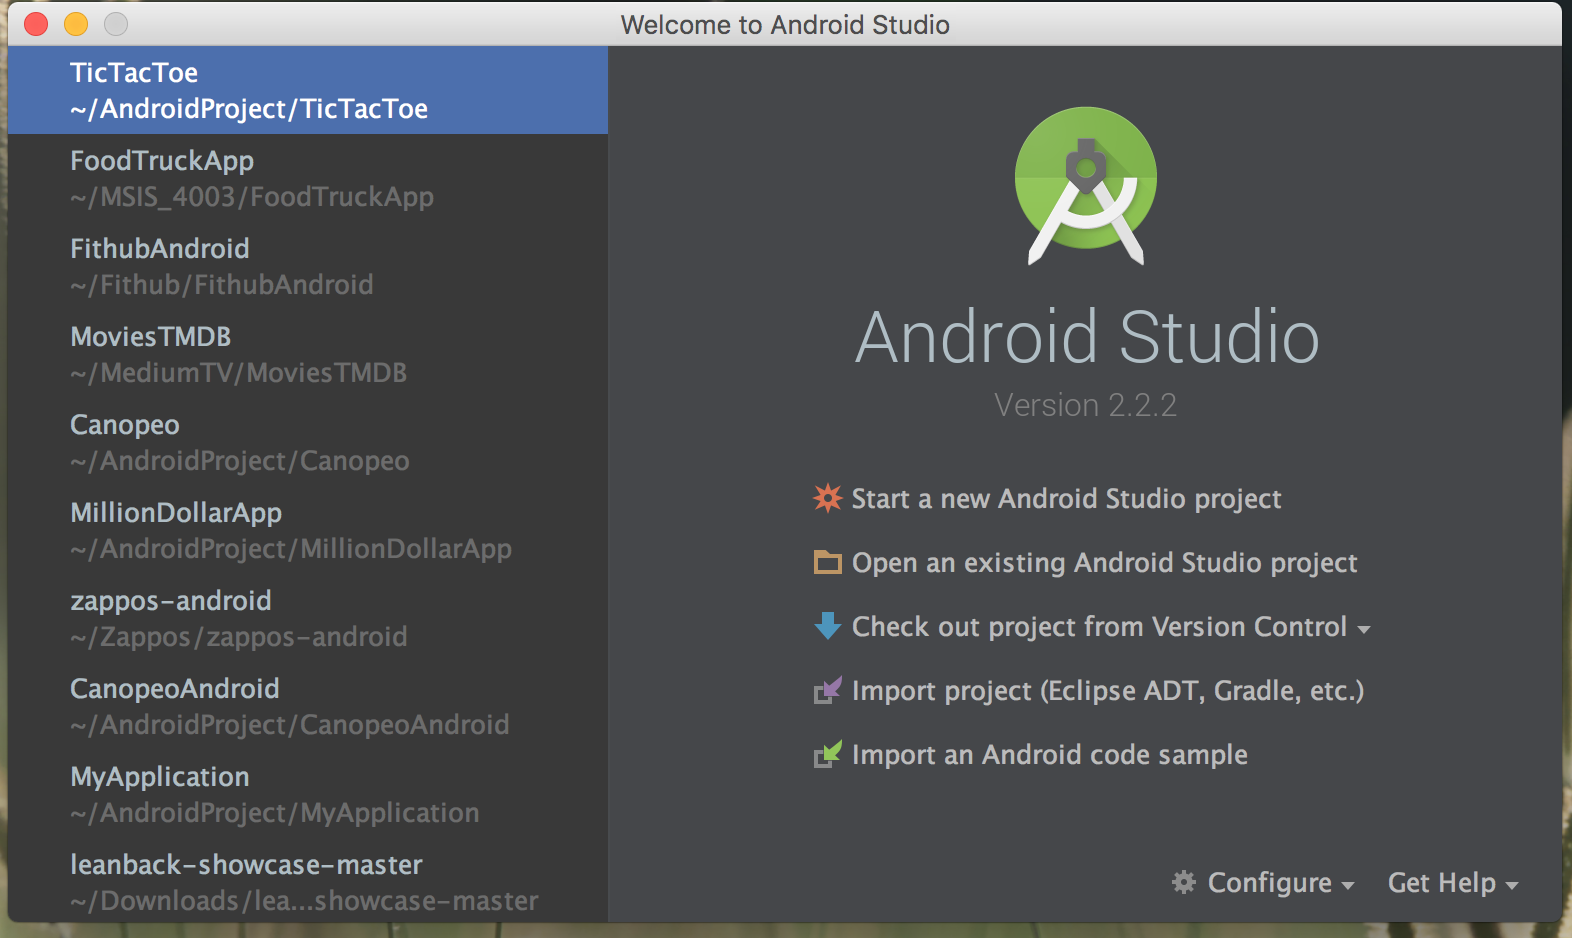 Welcome to Android Studio
TicTacToe
~/AndroidProject/TicTacToe
FoodTruckApp
~/MSIS_4003/FoodTruckApp
FithubAndroid
~/Fithub/FithubAndroid
MoviesTMDB
~/MediumTV/MoviesTMDB
Canopeo
~/AndroidProject/Canopeo
MillionDollarApp
~/AndroidProject/MillionDollarApp
zappos-android
~/Zappos/zappos-android
CanopeoAndroid
~/AndroidProject/CanopeoAndroid
MyApplication
~/AndroidProject/MyApplication
leanback-showcase-master
~/Downloads/lea...showcase-master
Android Studio
Version 2.2.2
Start a new Android Studio project
Open an existing Android Studio project
Check out project from Version Control
Import project (Eclipse ADT, Gradle, etc.)
Import an Android code sample
Configure
Get Help